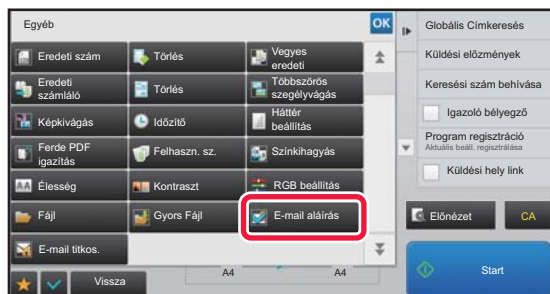 Egyéb
OK
Eredeti szám
Törlés
Vegyes
eredeti
Eredeti
számláló
Törlés
Többszörös
szegélyvágás
Képkivágás
Időzítő
Háttér
beállítás
Ferde PDF
igazítás
Felhaszn. sz.
Színkihagyás
AA
Élesség
Kontraszt
RGB beállítás
Fájl
Gyors Fájl
E-mail aláírás
E-mail titkos.
Vissza
A4
A4
Globális Címkeresés
Küldési előzmények
Keresési szám behívása
Igazoló bélyegző
Program regisztráció
Aktuális beáll. regisztrálása
Küldési hely link
Előnézet
CA
Start